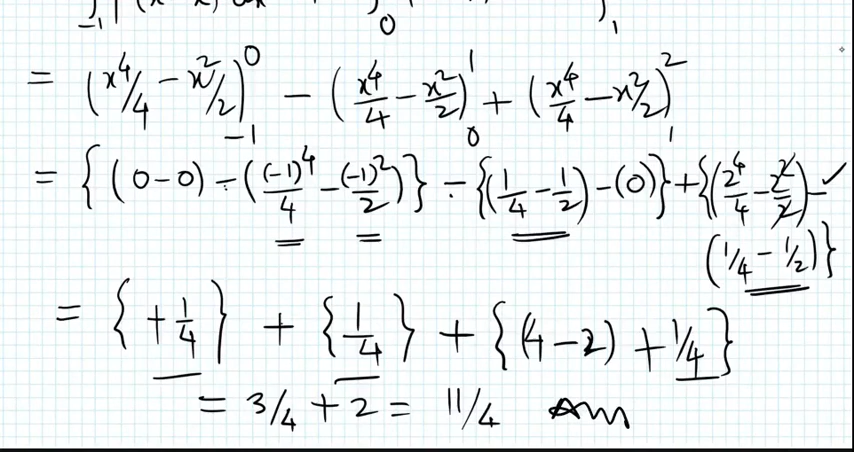 = (x⁴/4 − x²/2)⁰₋₁ − (x⁴/4 − x²/2)¹₀ + (x⁴/4 − x²/2)²₁
= {(0−0) − ((-1)⁴/4 − (-1)²/2)} − {(1/4 − 1/2) − (0)} + {(2⁴/4 − 2²/2) −
(1/4 − 1/2)}
= {+1/4} + {1/4} + {(4−2) + 1/4}
= 3/4 + 2 = 11/4 Ans